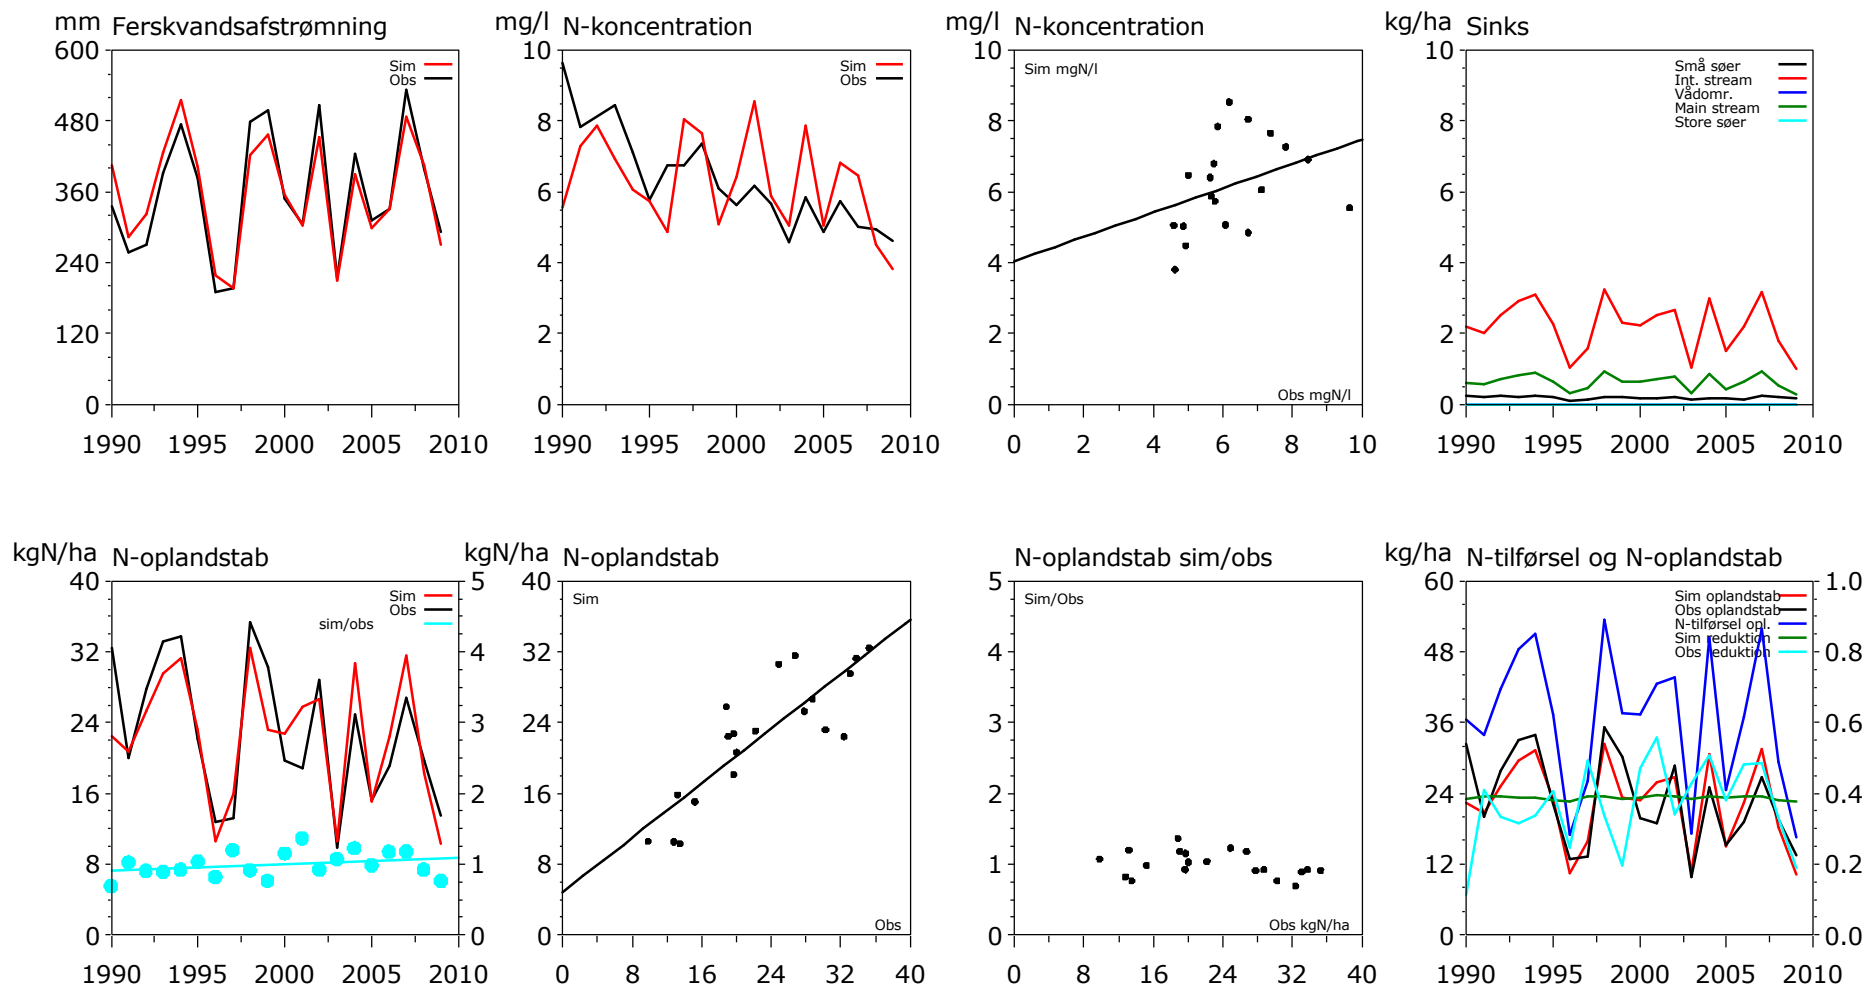 mm Ferskvandsafstrømning
600
480
360
240
120
0
Sim
Obs
1990 1995 2000 2005 2010
mg/l N-koncentration
10
8
6
4
2
0
Sim
Obs
1990 1995 2000 2005 2010
mg/l N-koncentration
10
8
6
4
2
0
Sim mgN/l
Obs mgN/l
0 2 4 6 8 10
kg/ha Sinks
10
8
6
4
2
0
Små søer
Int. stream
Vådomr.
Main stream
Store søer
1990 1995 2000 2005 2010
kgN/ha N-oplandstab
40
32
24
16
8
0
Sim
Obs
sim/obs
5
4
3
2
1
0
1990 1995 2000 2005 2010
kgN/ha N-oplandstab
40
32
24
16
8
0
Sim
Obs
0 8 16 24 32 40
N-oplandstab sim/obs
5
4
3
2
1
0
Sim/Obs
Obs kgN/ha
0 8 16 24 32 40
kg/ha N-tilførsel og N-oplandstab
60
48
36
24
12
0
Sim oplandstab
Obs oplandstab
N-tilførsel opl.
Sim reduktion
Obs reduktion
1.0
0.8
0.6
0.4
0.2
0.0
1990 1995 2000 2005 2010